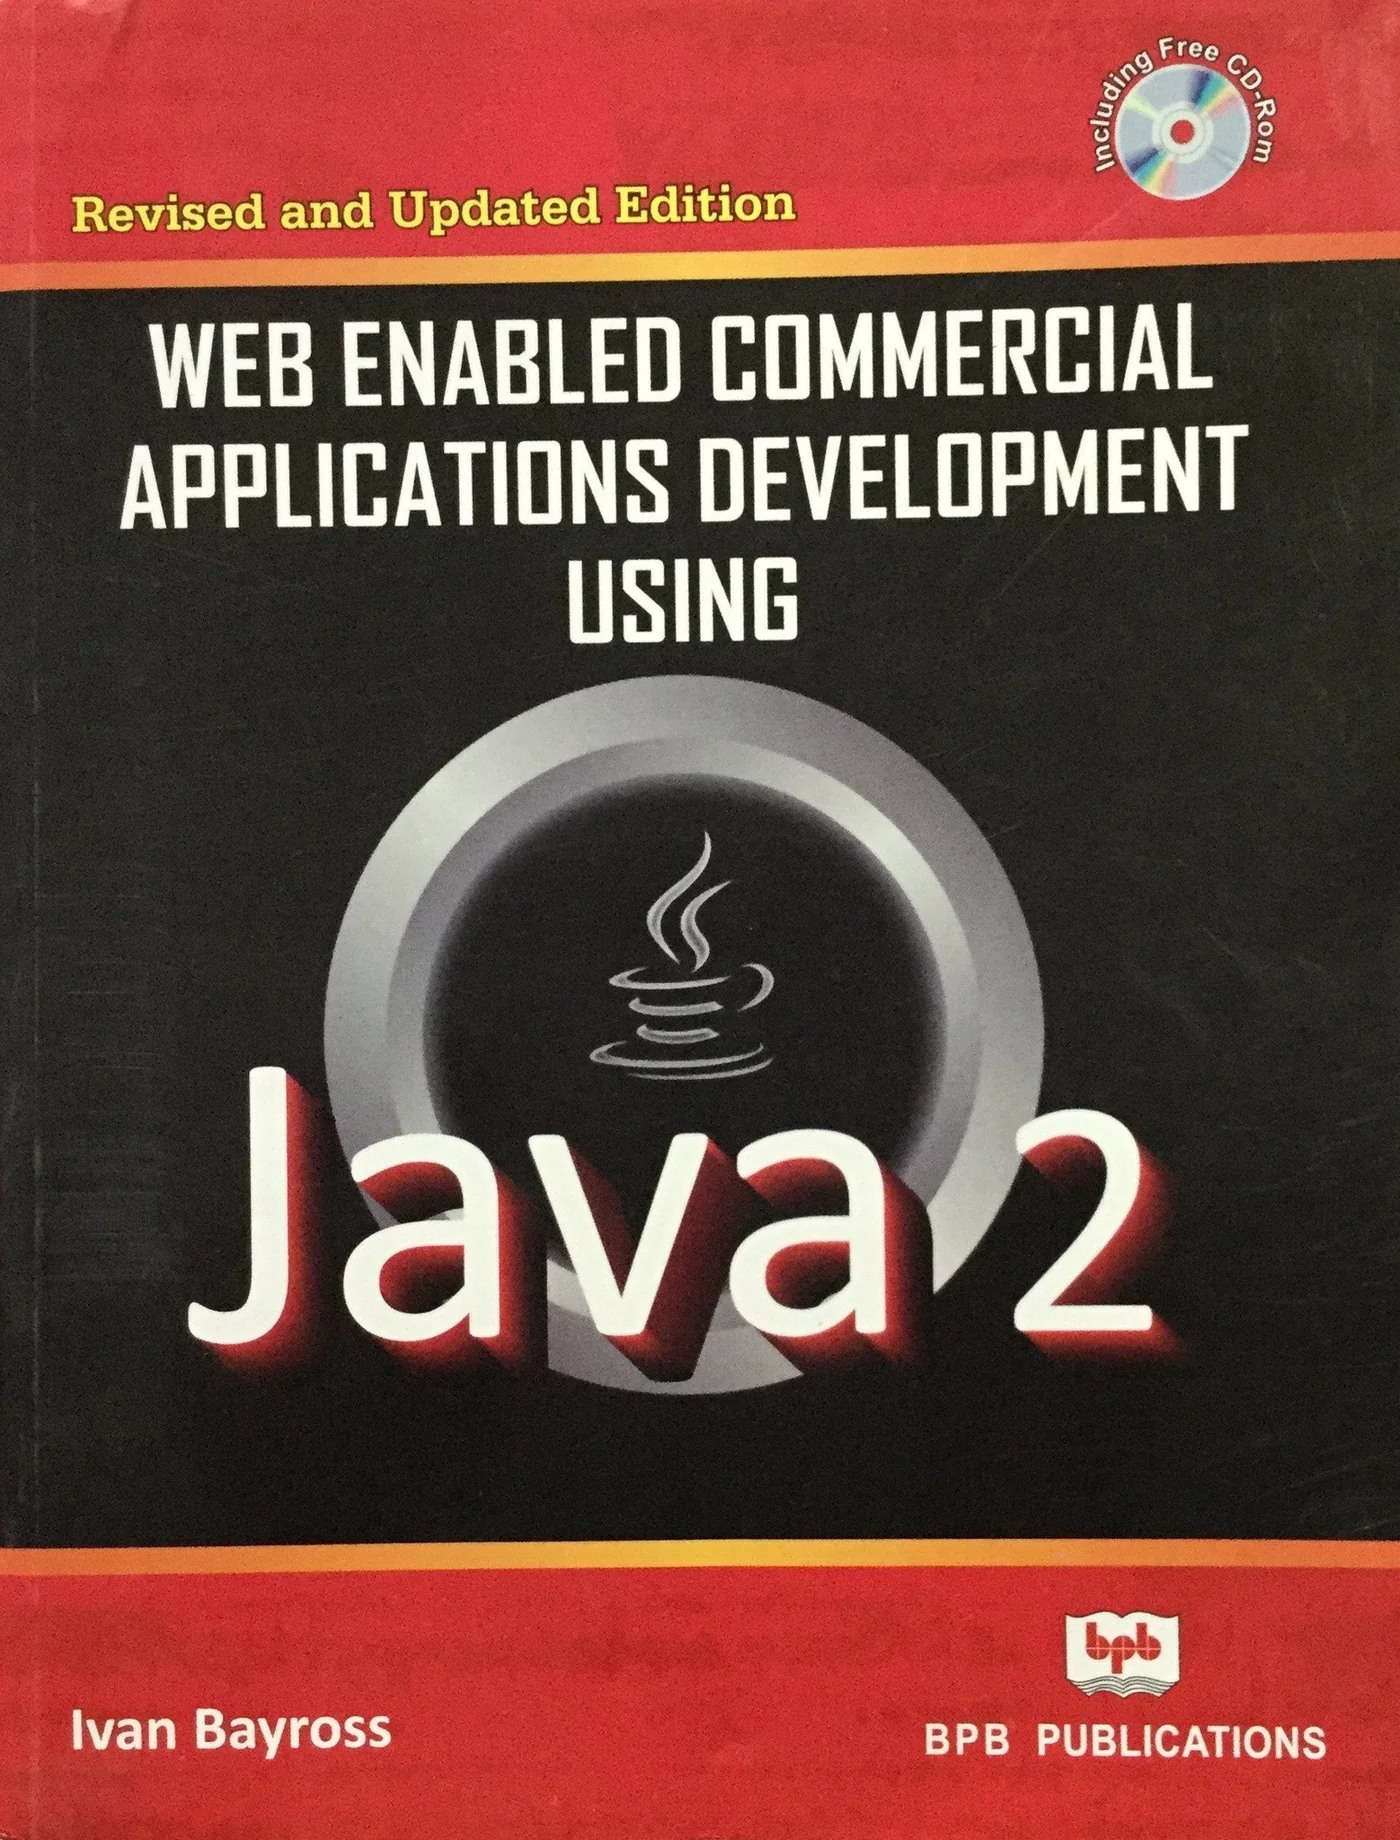 Including Free CD-Rom
Revised and Updated Edition
WEB ENABLED COMMERCIAL
APPLICATIONS DEVELOPMENT
USING
Java 2
Ivan Bayross
bpb
BPB PUBLICATIONS